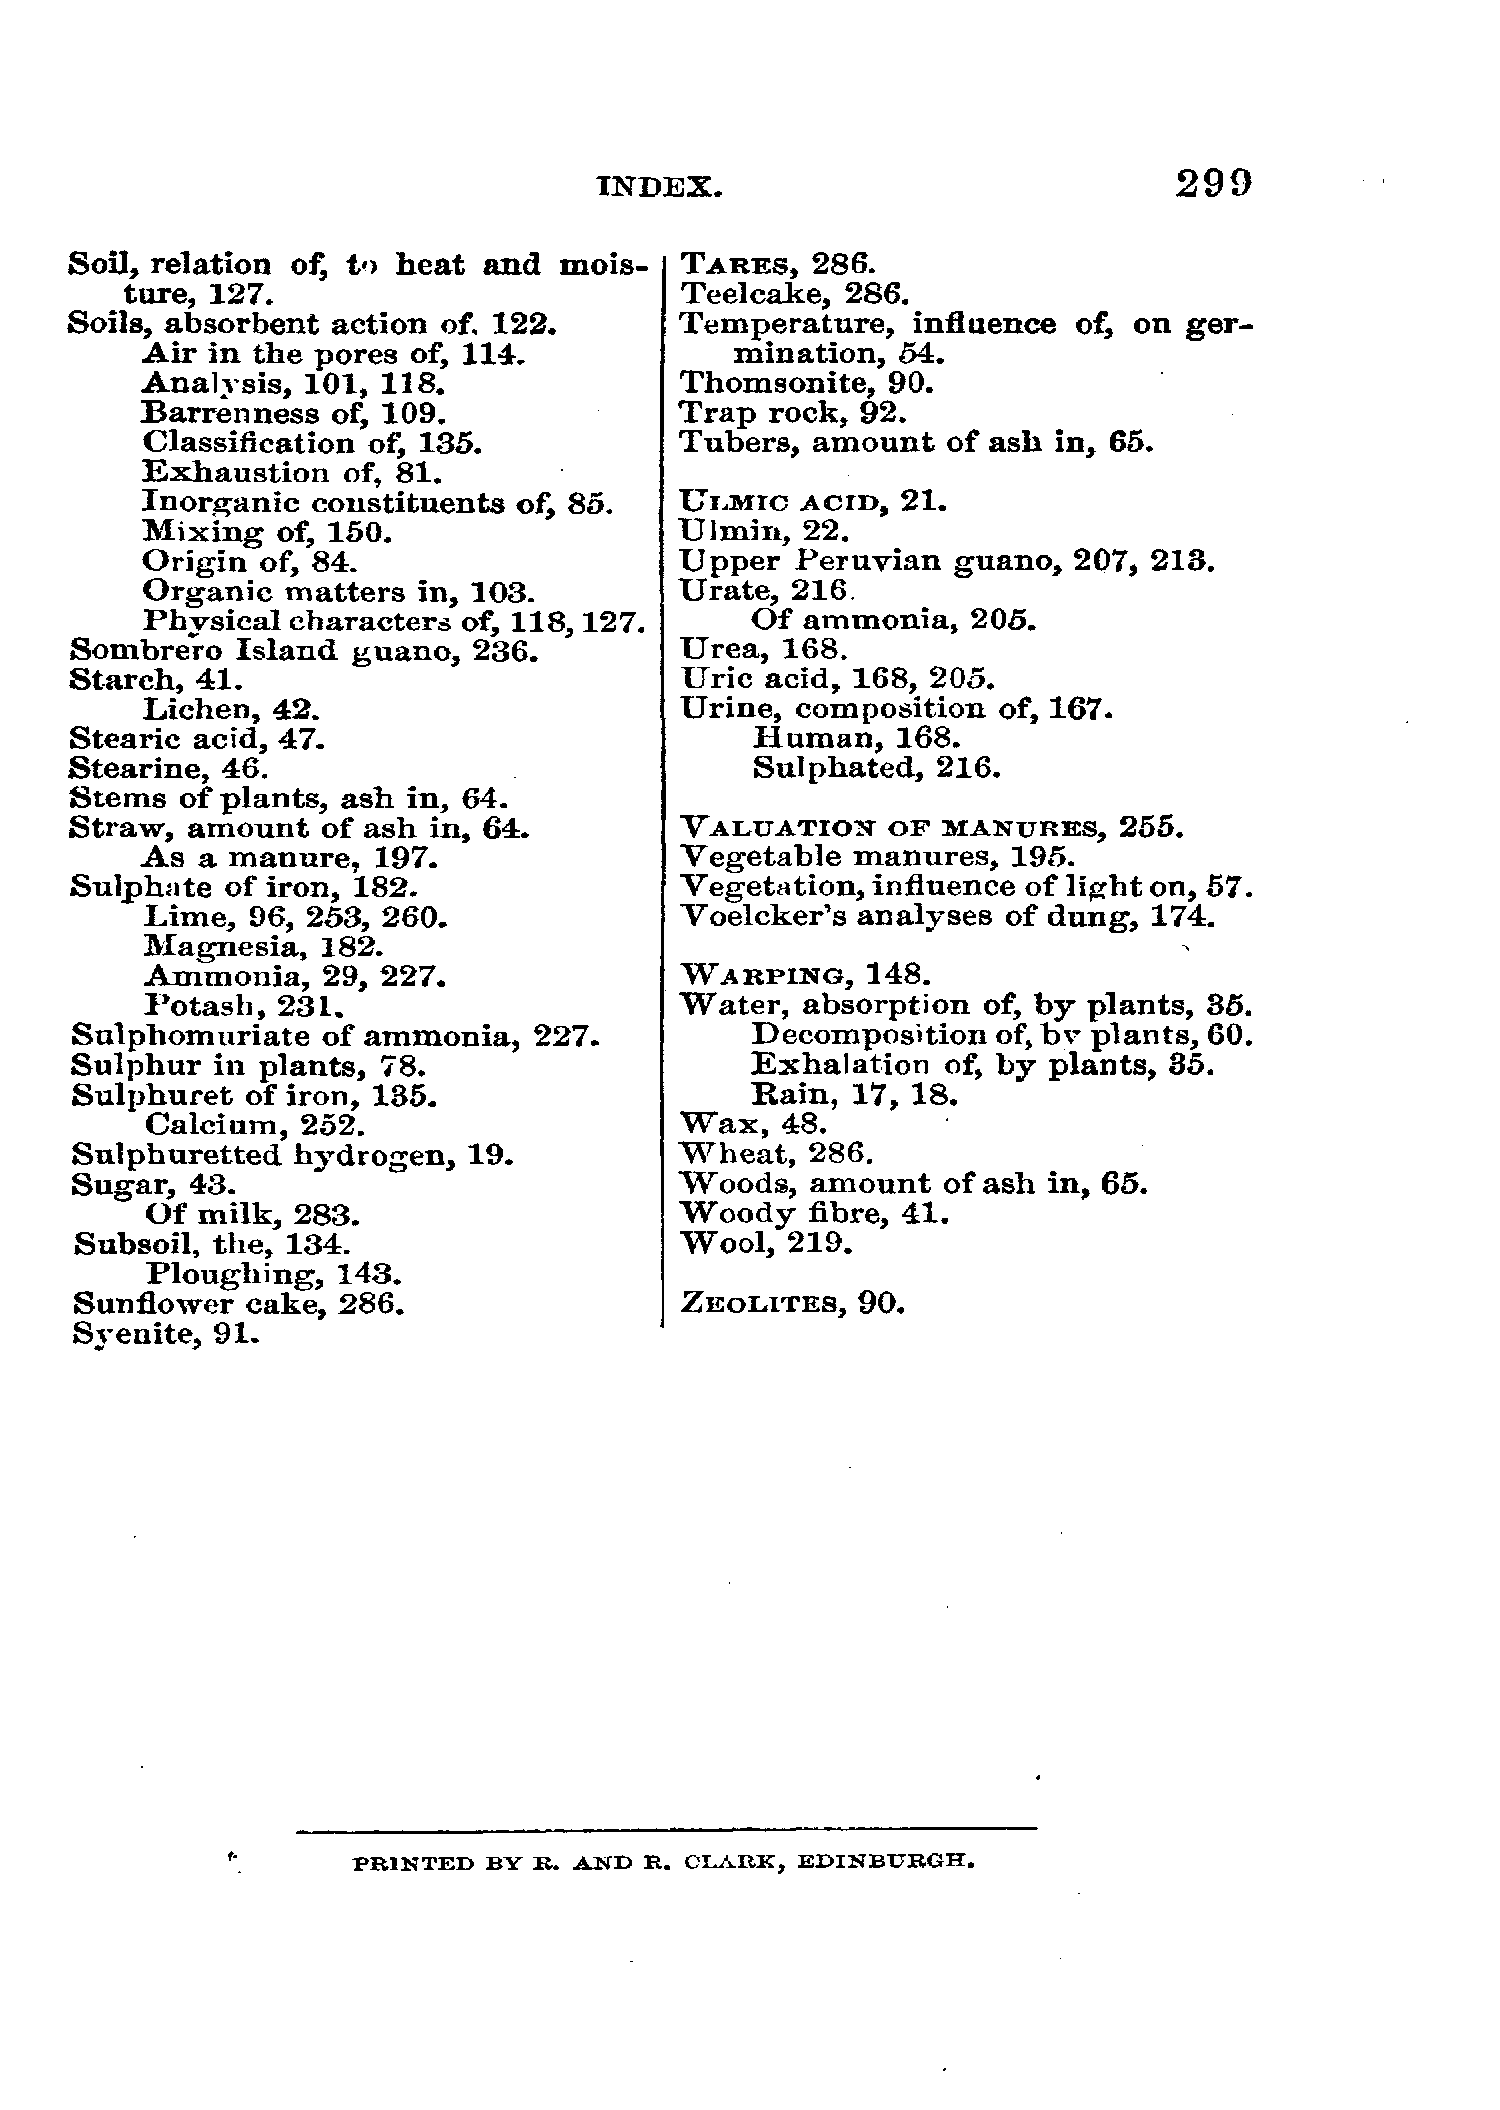 INDEX. 299
Soil, relation of, to heat and mois-
ture, 127.
Soils, absorbent action of, 122.
Air in the pores of, 114.
Analysis, 101, 118.
Barrenness of, 109.
Classification of, 135.
Exhaustion of, 81.
Inorganic constituents of, 85.
Mixing of, 150.
Origin of, 84.
Organic matters in, 103.
Physical characters of, 118, 127.
Sombrero Island guano, 236.
Starch, 41.
Lichen, 42.
Stearic acid, 47.
Stearine, 46.
Stems of plants, ash in, 64.
Straw, amount of ash in, 64.
As a manure, 197.
Sulphate of iron, 182.
Lime, 96, 253, 260.
Magnesia, 182.
Ammonia, 29, 227.
Potash, 231.
Sulphomuriate of ammonia, 227.
Sulphur in plants, 78.
Sulphuret of iron, 135.
Calcium, 252.
Sulphuretted hydrogen, 19.
Sugar, 43.
Of milk, 283.
Subsoil, the, 134.
Ploughing, 143.
Sunflower cake, 286.
Syenite, 91.
TARES, 286.
Teelcake, 286.
Temperature, influence of, on ger-
mination, 54.
Thomsonite, 90.
Trap rock, 92.
Tubers, amount of ash in, 65.
ULMIC ACID, 21.
Ulmin, 22.
Upper Peruvian guano, 207, 213.
Urate, 216.
Of ammonia, 205.
Urea, 168.
Uric acid, 168, 205.
Urine, composition of, 167.
Human, 168.
Sulphated, 216.
VALUATION OF MANURES, 255.
Vegetable manures, 195.
Vegetation, influence of light on, 57.
Voelcker's analyses of dung, 174.
WARPING, 148.
Water, absorption of, by plants, 35.
Decomposition of, by plants, 60.
Exhalation of, by plants, 35.
Rain, 17, 18.
Wax, 48.
Wheat, 286.
Woods, amount of ash in, 65.
Woody fibre, 41.
Wool, 219.
ZEOLITES, 90.
PRINTED BY R. AND R. CLARK, EDINBURGH.